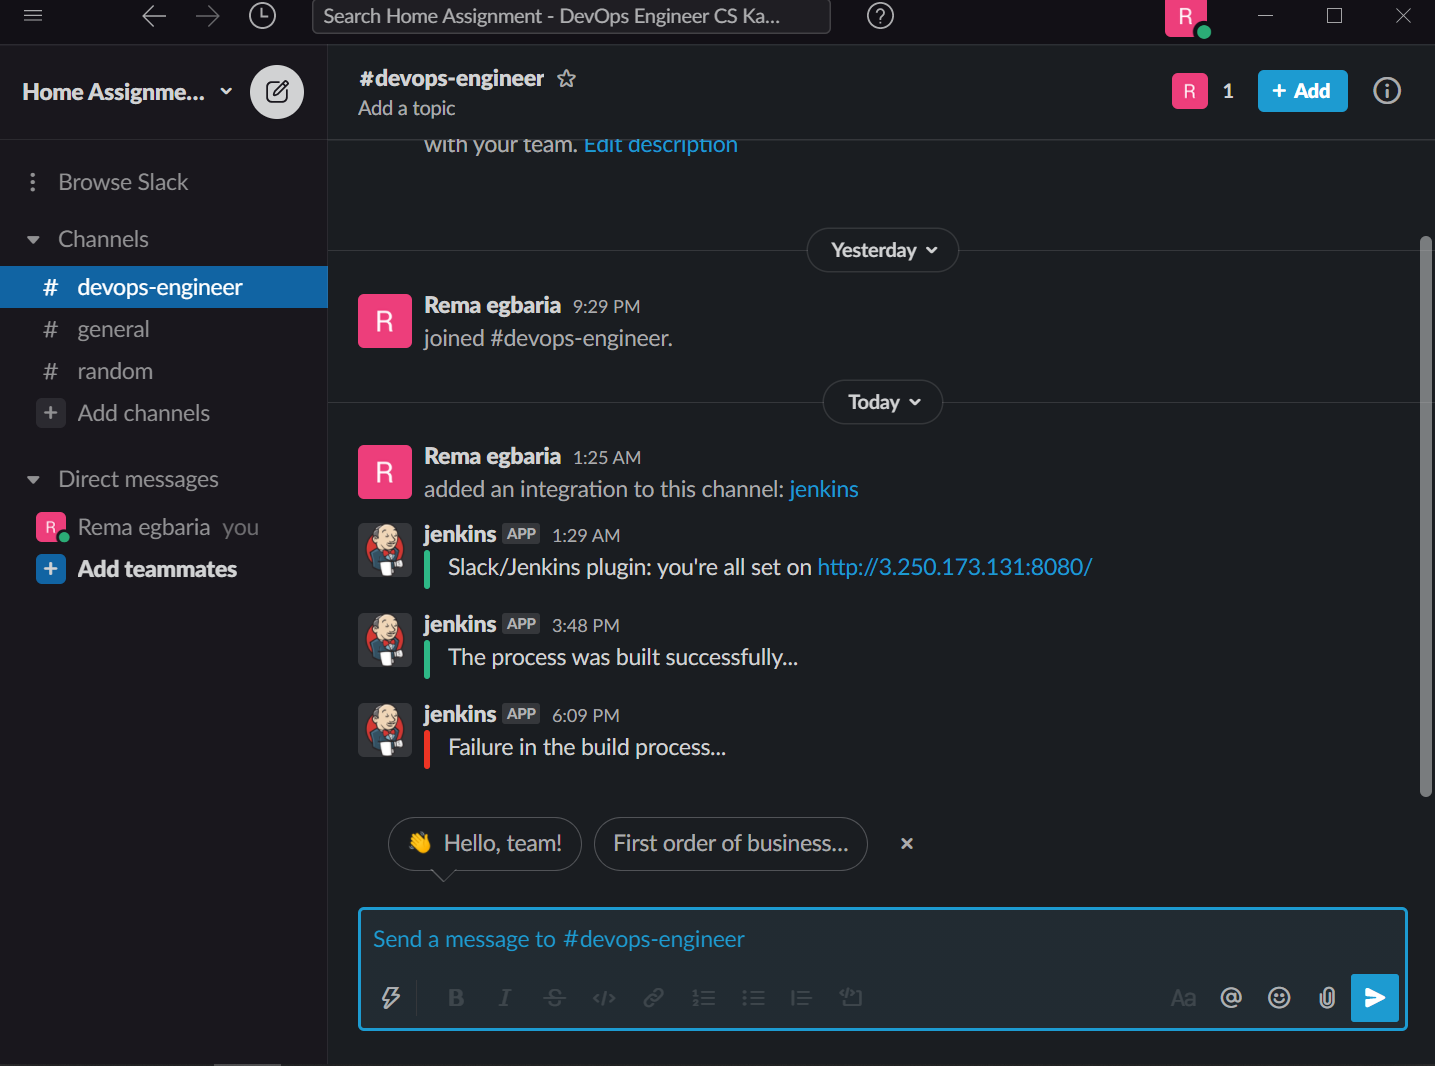 Search Home Assignment - DevOps Engineer CS Ka...
?
R
Home Assignme...
Browse Slack
Channels
# devops-engineer
# general
# random
+ Add channels
Direct messages
R Rema egbaria you
+ Add teammates
#devops-engineer
Add a topic
R 1 + Add
with your team. Edit description
Yesterday
R
Rema egbaria 9:29 PM
joined #devops-engineer.
Today
R
Rema egbaria 1:25 AM
added an integration to this channel: jenkins
jenkins APP 1:29 AM
Slack/Jenkins plugin: you're all set on http://3.250.173.131:8080/
jenkins APP 3:48 PM
The process was built successfully...
jenkins APP 6:09 PM
Failure in the build process...
👋 Hello, team! First order of business... ×
Send a message to #devops-engineer
B I S </> Aa @